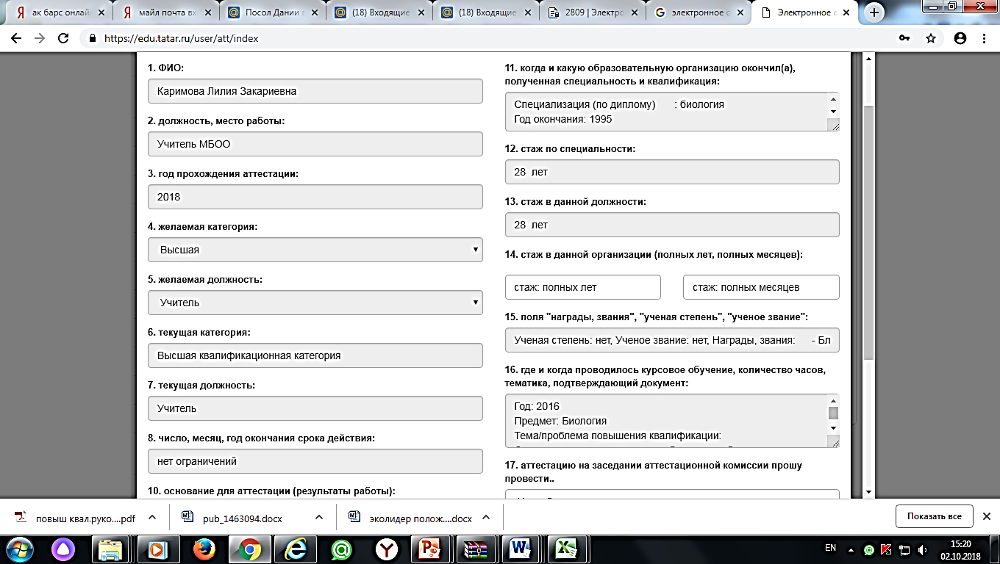 ак барс онлай
майл почта вх
Посол Дании в
(18) Входящие
(18) Входящие
2809 | Электро
электронное с
Электронное с
https://edu.tatar.ru/user/att/index
1. ФИО:
Каримова Лилия Закариевна
2. должность, место работы:
Учитель МБОО
3. год прохождения аттестации:
2018
4. желаемая категория:
Высшая
5. желаемая должность:
Учитель
6. текущая категория:
Высшая квалификационная категория
7. текущая должность:
Учитель
8. число, месяц, год окончания срока действия:
нет ограничений
10. основание для аттестации (результаты работы):
11. когда и какую образовательную организацию окончил(а),
полученная специальность и квалификация:
Специализация (по диплому) : биология
Год окончания: 1995
12. стаж по специальности:
28 лет
13. стаж в данной должности:
28 лет
14. стаж в данной организации (полных лет, полных месяцев):
стаж: полных лет
стаж: полных месяцев
15. поля "награды, звания", "ученая степень", "ученое звание":
Ученая степень: нет, Ученое звание: нет, Награды, звания: - Бл
16. где и когда проводилось курсовое обучение, количество часов,
тематика, подтверждающий документ:
Год: 2016
Предмет: Биология
Тема/проблема повышения квалификации:
17. аттестацию на заседании аттестационной комиссии прошу
провести..
повыш квал.руко....pdf
pub_1463094.docx
эколидер полож....docx
Показать все
EN
15:20
02.10.2018